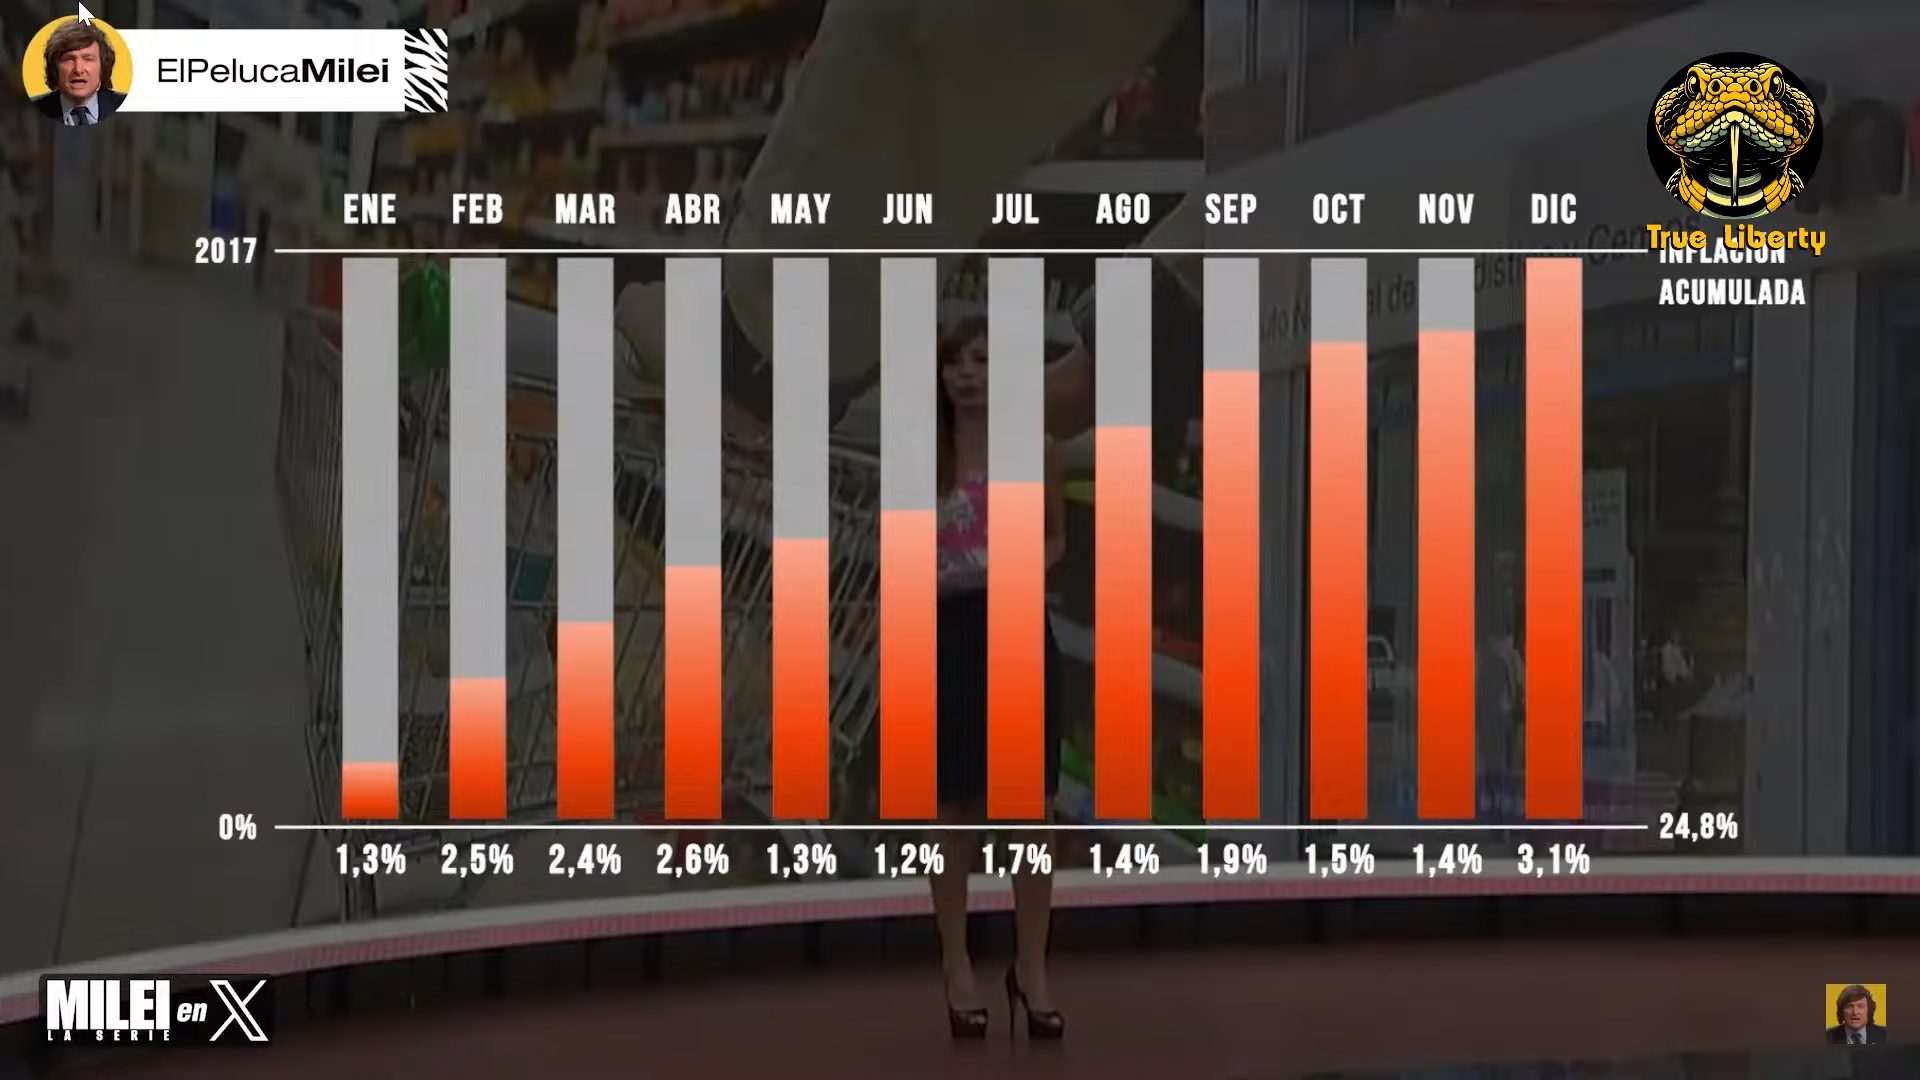 ElPelucaMilei
True Liberty
ENE FEB MAR ABR MAY JUN JUL AGO SEP OCT NOV DIC
2017
INFLACIÓN
ACUMULADA
0%
24,8%
1,3% 2,5% 2,4% 2,6% 1,3% 1,2% 1,7% 1,4% 1,9% 1,5% 1,4% 3,1%
MILEI en X
LA SERIE